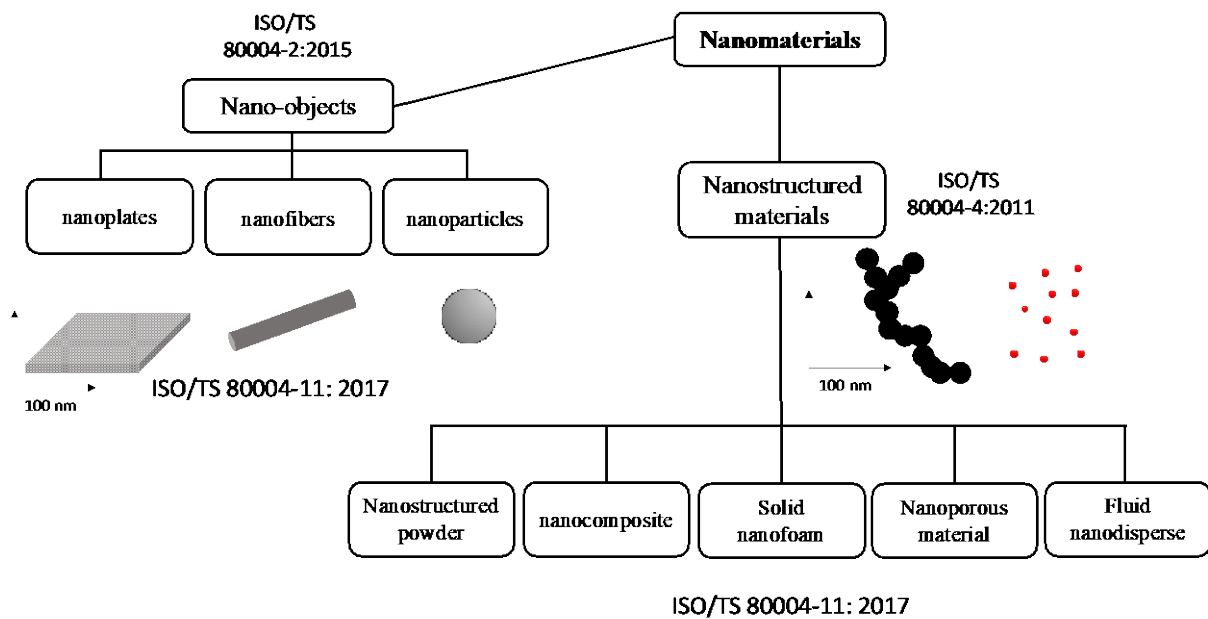 ISO/TS
80004-2:2015
Nanomaterials
Nano-objects
nanoplates
nanofibers
nanoparticles
Nanostructured
materials
ISO/TS
80004-4:2011
100 nm
ISO/TS 80004-11: 2017
100 nm
Nanostructured
powder
nanocomposite
Solid
nanofoam
Nanoporous
material
Fluid
nanodisperse
ISO/TS 80004-11: 2017